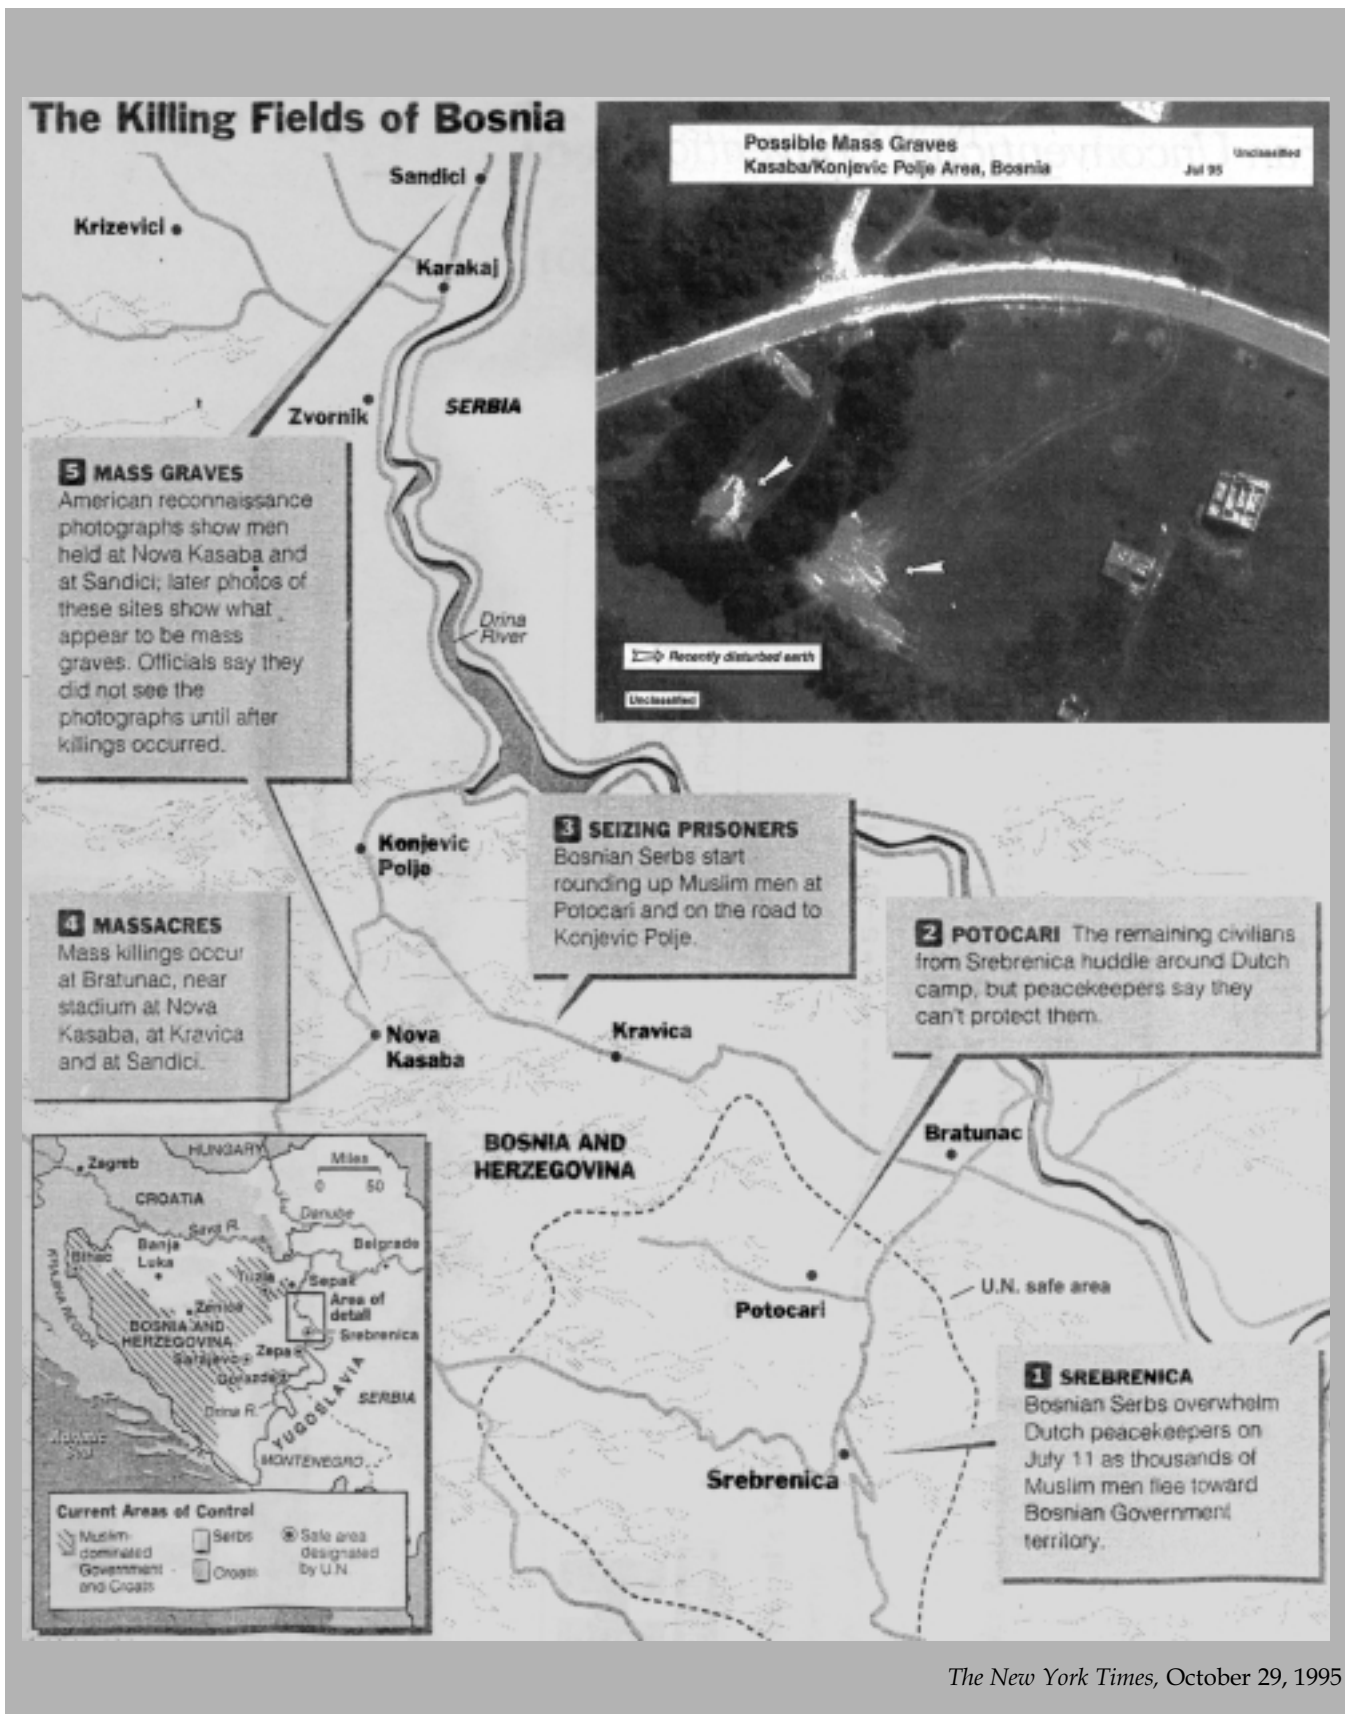 The Killing Fields of Bosnia
Possible Mass Graves
Kasaba/Konjevic Polje Area, Bosnia
Unclassified
Jul 95
Recently disturbed earth
Unclassified
Sandici
Krizevici
Karakaj
Zvornik
SERBIA
5 MASS GRAVES
American reconnaissance
photographs show men
held at Nova Kasaba and
at Sandici; later photos of
these sites show what
appear to be mass
graves. Officials say they
did not see the
photographs until after
killings occurred.
Drina
River
Konjevic
Polje
3 SEIZING PRISONERS
Bosnian Serbs start
rounding up Muslim men at
Potocari and on the road to
Konjevic Polje.
4 MASSACRES
Mass killings occur
at Bratunac, near
stadium at Nova
Kasaba, at Kravica
and at Sandici.
2 POTOCARI The remaining civilians
from Srebrenica huddle around Dutch
camp, but peacekeepers say they
can't protect them.
Nova
Kasaba
Kravica
BOSNIA AND
HERZEGOVINA
Bratunac
U.N. safe area
Potocari
Srebrenica
1 SREBRENICA
Bosnian Serbs overwhelm
Dutch peacekeepers on
July 11 as thousands of
Muslim men flee toward
Bosnian Government
territory.
HUNGARY
Miles
0 50
Zagreb
CROATIA
Danube
Sava R.
Banja
Luka
Belgrade
Bihac
KRAJINA REGION
Tuzla
Sepak
Zenica
Area of
detail
BOSNIA AND
HERZEGOVINA
Srebrenica
Sarajevo
Zepa
Gorazde
Drina R.
YUGOSLAVIA
SERBIA
Adriatic
Sea
MONTENEGRO
Current Areas of Control
Muslim-
dominated
Government
and Croats
Serbs
Croats
Safe area
designated
by U.N.
The New York Times, October 29, 1995